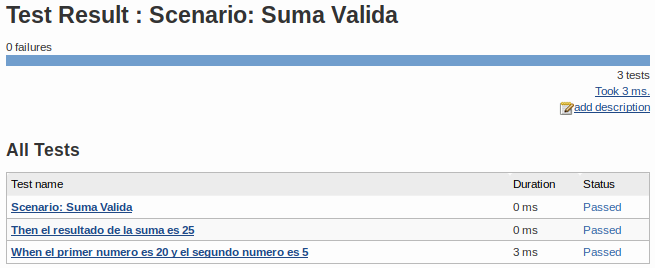 Test Result : Scenario: Suma Valida
0 failures
3 tests
Took 3 ms.
add description
All Tests
Test name Duration Status
Scenario: Suma Valida 0 ms Passed
Then el resultado de la suma es 25 0 ms Passed
When el primer numero es 20 y el segundo numero es 5 3 ms Passed